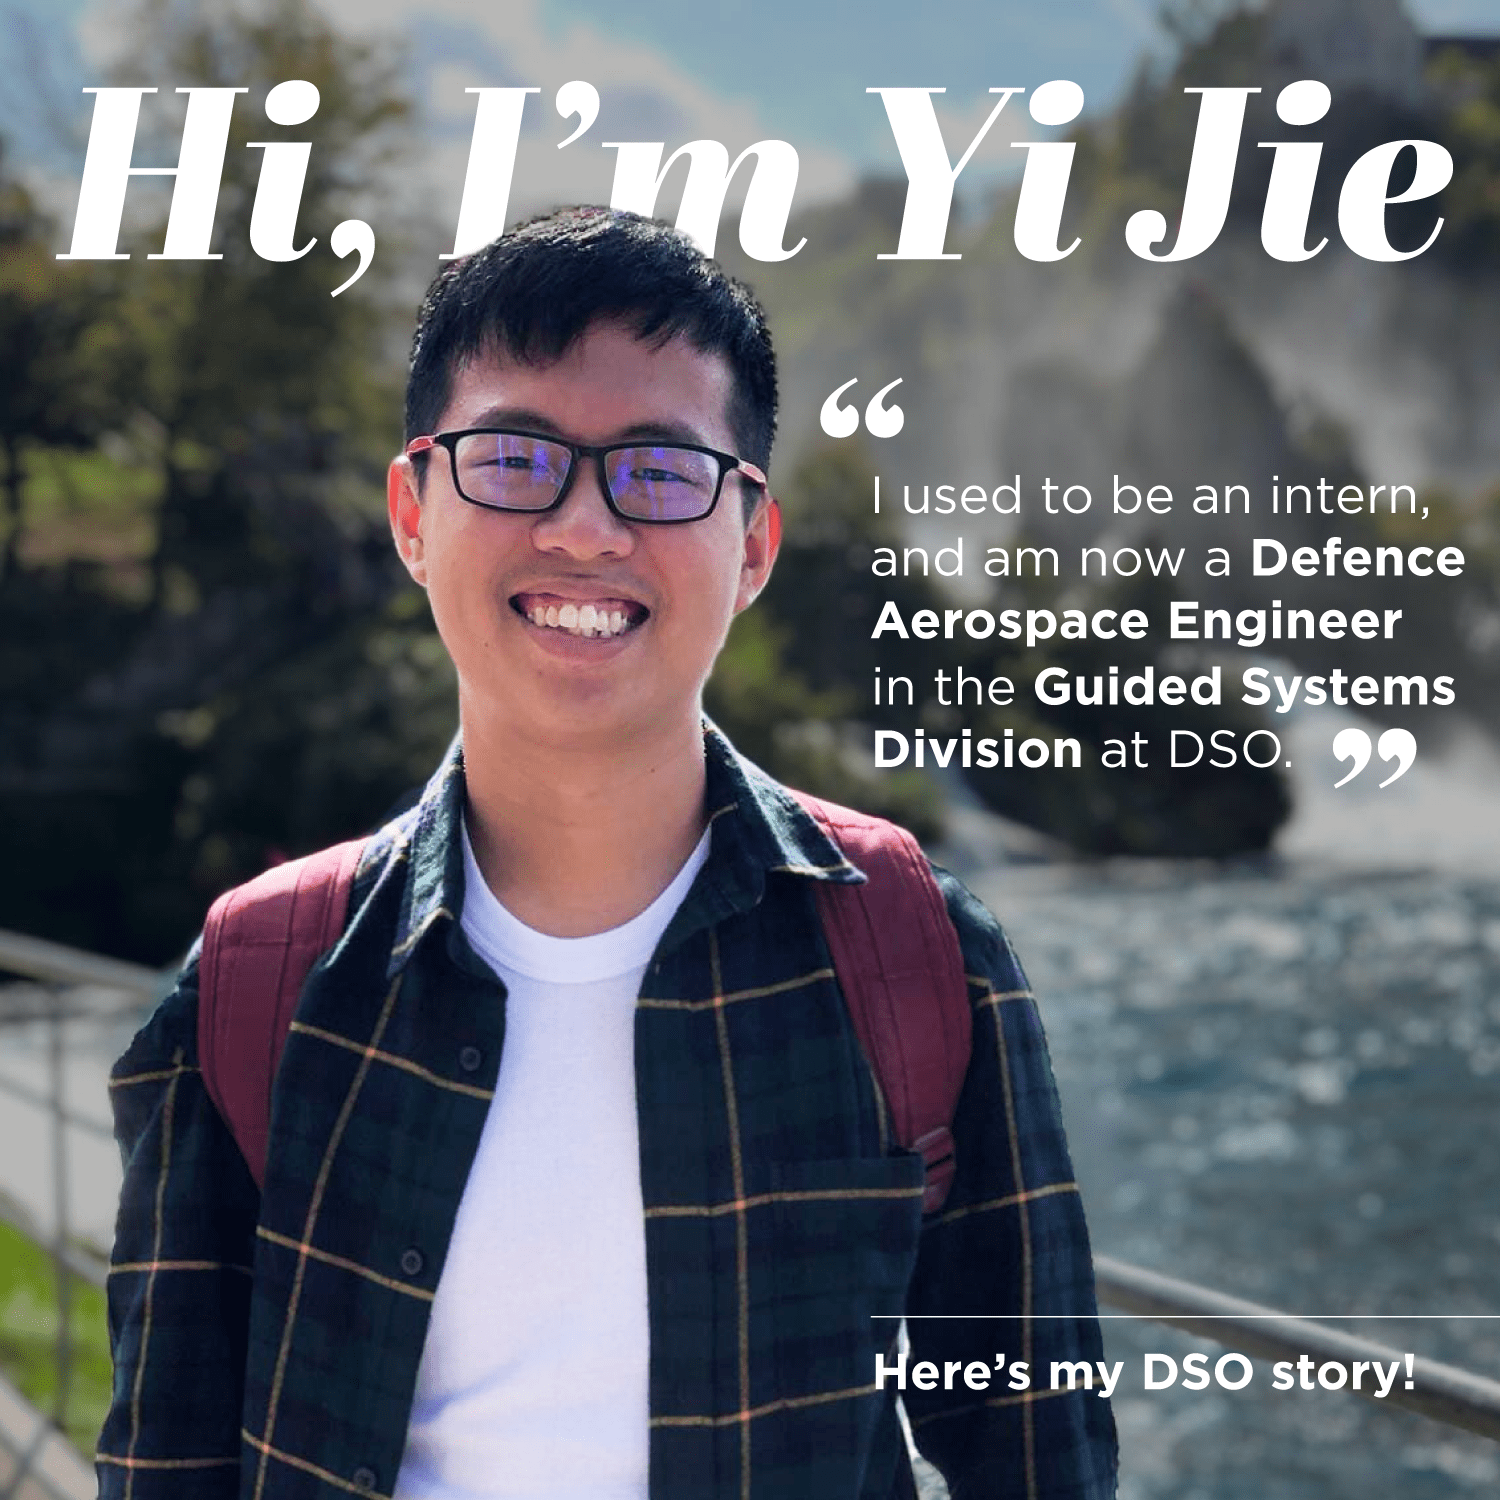 Hi, I’m Yi Jie
“
I used to be an intern,
and am now a Defence
Aerospace Engineer
in the Guided Systems
Division at DSO. ”
Here’s my DSO story!